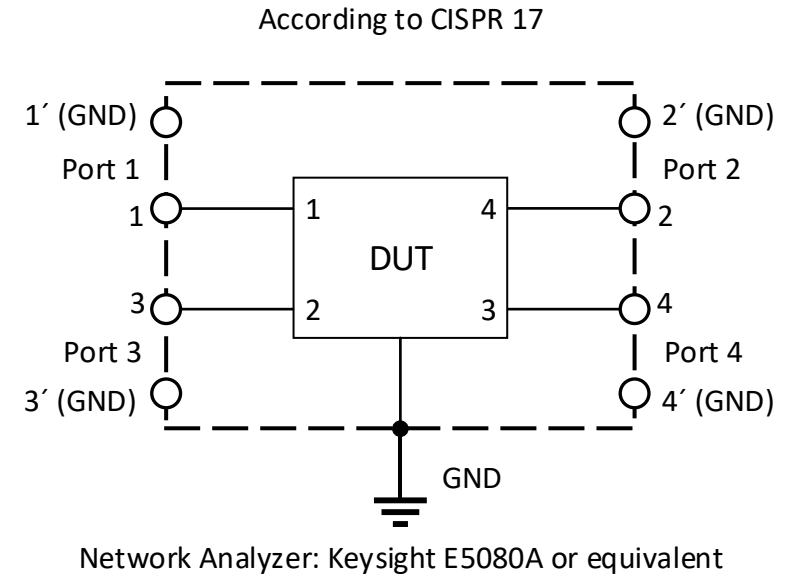 According to CISPR 17
1´ (GND)
2´ (GND)
Port 1
Port 2
1
1
4
2
DUT
3
2
3
4
Port 3
Port 4
3´ (GND)
4´ (GND)
GND
Network Analyzer: Keysight E5080A or equivalent